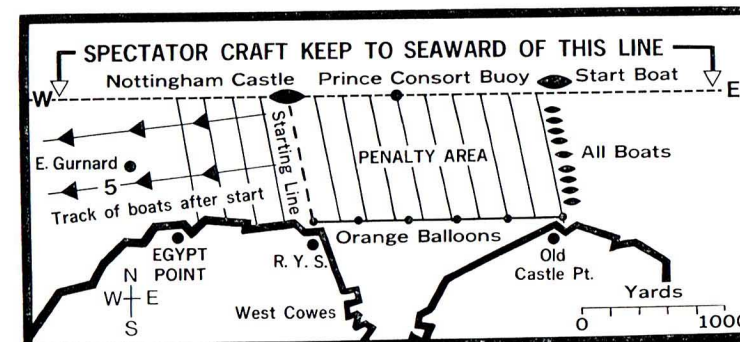 SPECTATOR CRAFT KEEP TO SEAWARD OF THIS LINE
Nottingham Castle
Prince Consort Buoy
Start Boat
W
E
Starting Line
E. Gurnard
PENALTY AREA
All Boats
5
Track of boats after start
Orange Balloons
EGYPT
POINT
R. Y. S.
Old
Castle Pt.
N
W E
S
West Cowes
Yards
0
1000